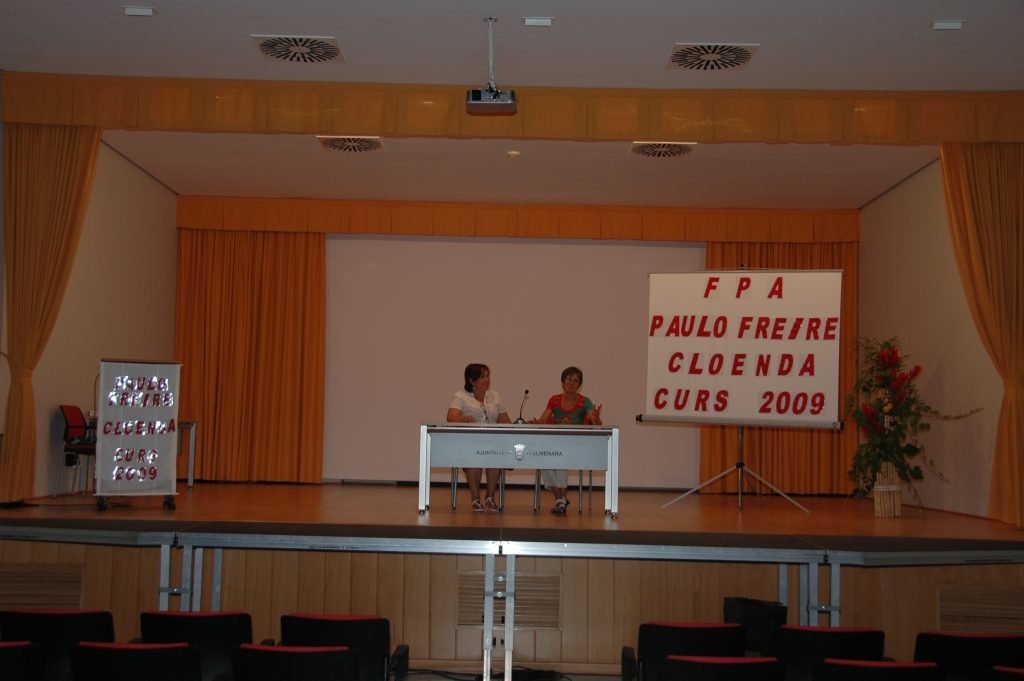 PAULO
FREIRE
CLOENDA
CURS
2009
AJUNTAMENT D'ALMENARA
FPA
PAULO FREIRE
CLOENDA
CURS 2009